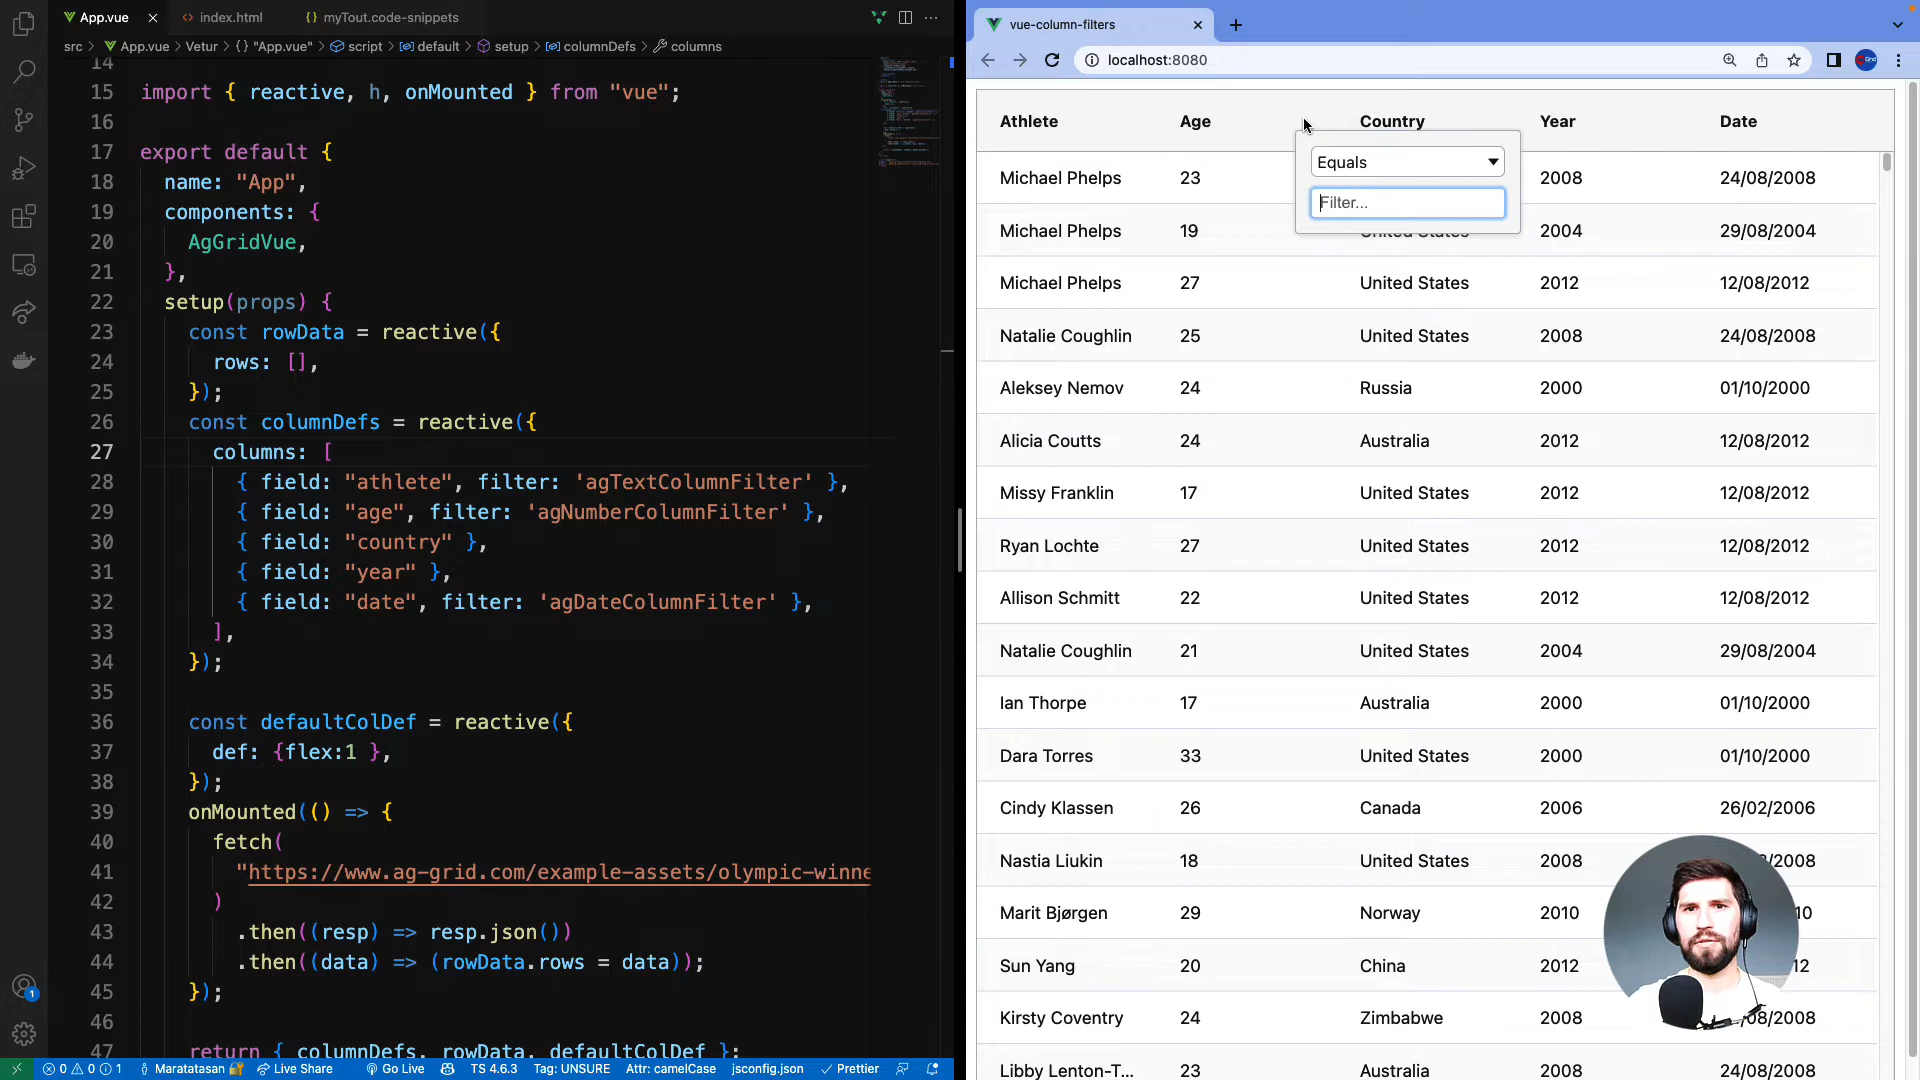 App.vue
index.html
myTout.code-snippets
src > App.vue > Vetur > {} "App.vue" > script > default > setup > columnDefs > columns
14
15 import { reactive, h, onMounted } from "vue";
16
17 export default {
18 name: "App",
19 components: {
20 AgGridVue,
21 },
22 setup(props) {
23 const rowData = reactive({
24 rows: [],
25 });
26 const columnDefs = reactive({
27 columns: [
28 { field: "athlete", filter: 'agTextColumnFilter' },
29 { field: "age", filter: 'agNumberColumnFilter' },
30 { field: "country" },
31 { field: "year" },
32 { field: "date", filter: 'agDateColumnFilter' },
33 ],
34 });
35
36 const defaultColDef = reactive({
37 def: {flex:1 },
38 });
39 onMounted(() => {
40 fetch(
41 "https://www.ag-grid.com/example-assets/olympic-winne
42 )
43 .then((resp) => resp.json())
44 .then((data) => (rowData.rows = data));
45 });
46
47 return { columnDefs, rowData, defaultColDef };
1
0 0 1 Maratatasan Live Share Go Live TS 4.6.3 Tag: UNSURE Attr: camelCase jsconfig.json Prettier
vue-column-filters
localhost:8080
Athlete Age Country Year Date
Equals
Filter...
Michael Phelps 23 2008 24/08/2008
Michael Phelps 19 United States 2004 29/08/2004
Michael Phelps 27 United States 2012 12/08/2012
Natalie Coughlin 25 United States 2008 24/08/2008
Aleksey Nemov 24 Russia 2000 01/10/2000
Alicia Coutts 24 Australia 2012 12/08/2012
Missy Franklin 17 United States 2012 12/08/2012
Ryan Lochte 27 United States 2012 12/08/2012
Allison Schmitt 22 United States 2012 12/08/2012
Natalie Coughlin 21 United States 2004 29/08/2004
Ian Thorpe 17 Australia 2000 01/10/2000
Dara Torres 33 United States 2000 01/10/2000
Cindy Klassen 26 Canada 2006 26/02/2006
Nastia Liukin 18 United States 2008 /2008
Marit Bjørgen 29 Norway 2010 10
Sun Yang 20 China 2012 12
Kirsty Coventry 24 Zimbabwe 2008 /08/2008
Libby Lenton-T... 23 Australia 2008 24/08/2008